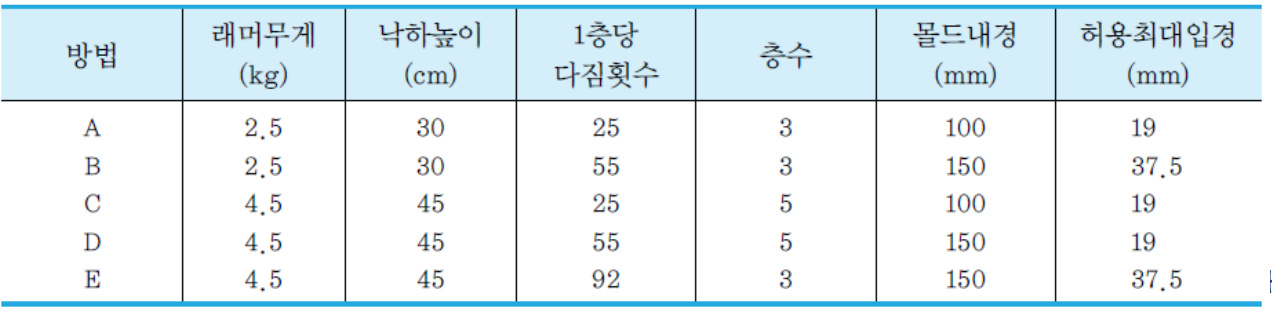 방법 래머무게 (kg) 낙하높이 (cm) 1층당 다짐횟수 층수 몰드내경 (mm) 허용최대입경 (mm)
A 2.5 30 25 3 100 19
B 2.5 30 55 3 150 37.5
C 4.5 45 25 5 100 19
D 4.5 45 55 5 150 19
E 4.5 45 92 3 150 37.5